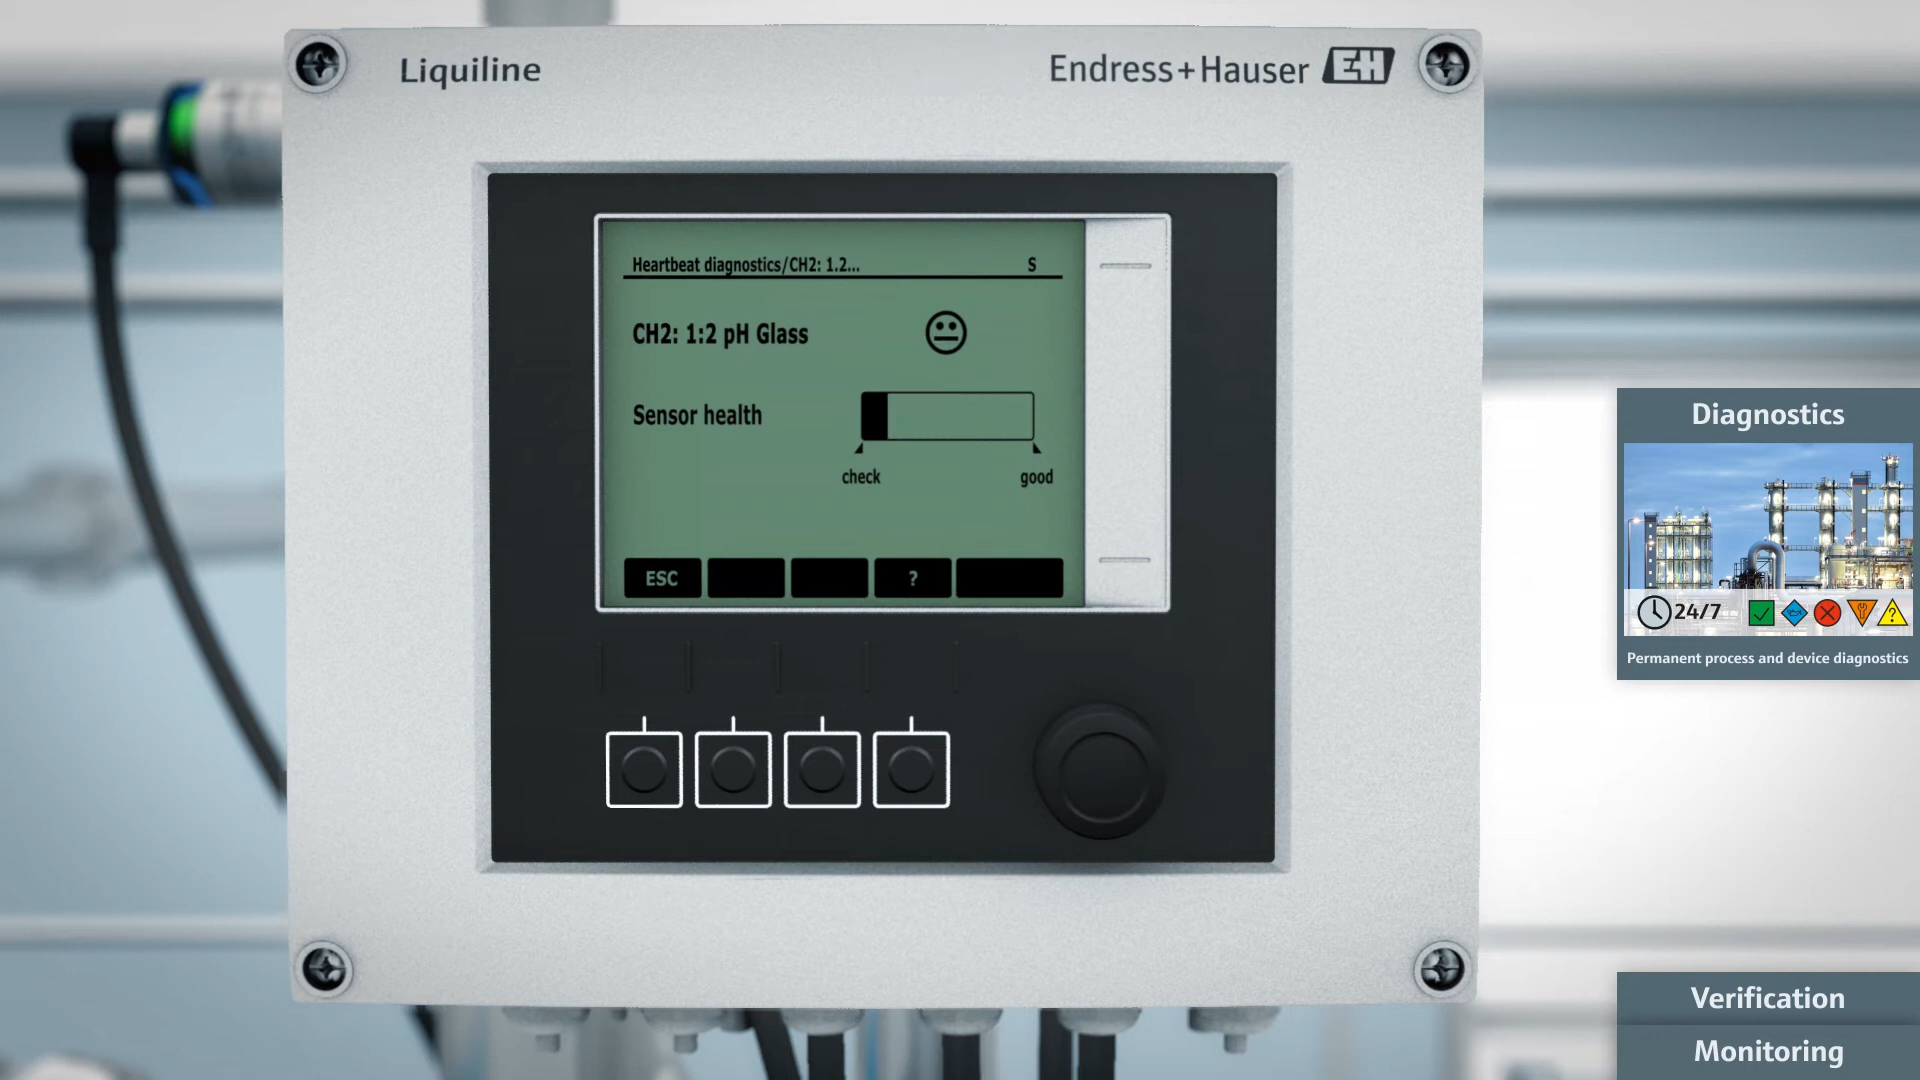 Liquiline
Endress+Hauser EH
Heartbeat diagnostics/CH2: 1.2... S
CH2: 1:2 pH Glass
Sensor health
check good
ESC ?
Diagnostics
24/7
?
Permanent process and device diagnostics
Verification
Monitoring